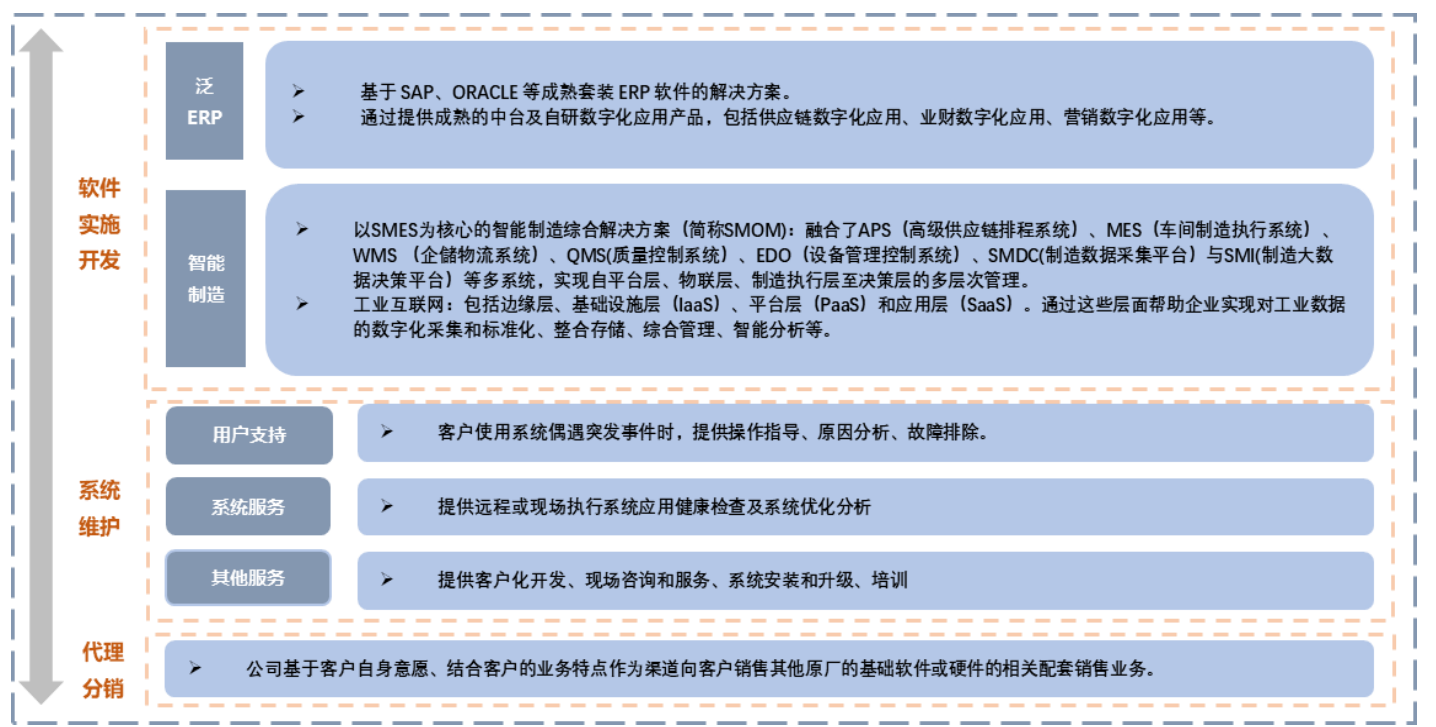 泛
ERP
➢ 基于 SAP、ORACLE 等成熟套装 ERP 软件的解决方案。
➢ 通过提供成熟的中台及自研数字化应用产品，包括供应链数字化应用、业财数字化应用、营销数字化应用等。
软件
实施
开发
智能
制造
➢ 以SMES为核心的智能制造综合解决方案（简称SMOM)：融合了APS（高级供应链排程系统）、MES（车间制造执行系统）、
WMS （企储物流系统）、QMS(质量控制系统）、EDO（设备管理控制系统）、SMDC(制造数据采集平台）与SMI(制造大数
据决策平台）等多系统，实现自平台层、物联层、制造执行层至决策层的多层次管理。
➢ 工业互联网：包括边缘层、基础设施层（IaaS）、平台层（PaaS）和应用层（SaaS）。通过这些层面帮助企业实现对工业数据
的数字化采集和标准化、整合存储、综合管理、智能分析等。
系统
维护
用户支持
➢ 客户使用系统偶遇突发事件时，提供操作指导、原因分析、故障排除。
系统服务
➢ 提供远程或现场执行系统应用健康检查及系统优化分析
其他服务
➢ 提供客户化开发、现场咨询和服务、系统安装和升级、培训
代理
分销
➢ 公司基于客户自身意愿、结合客户的业务特点作为渠道向客户销售其他原厂的基础软件或硬件的相关配套销售业务。